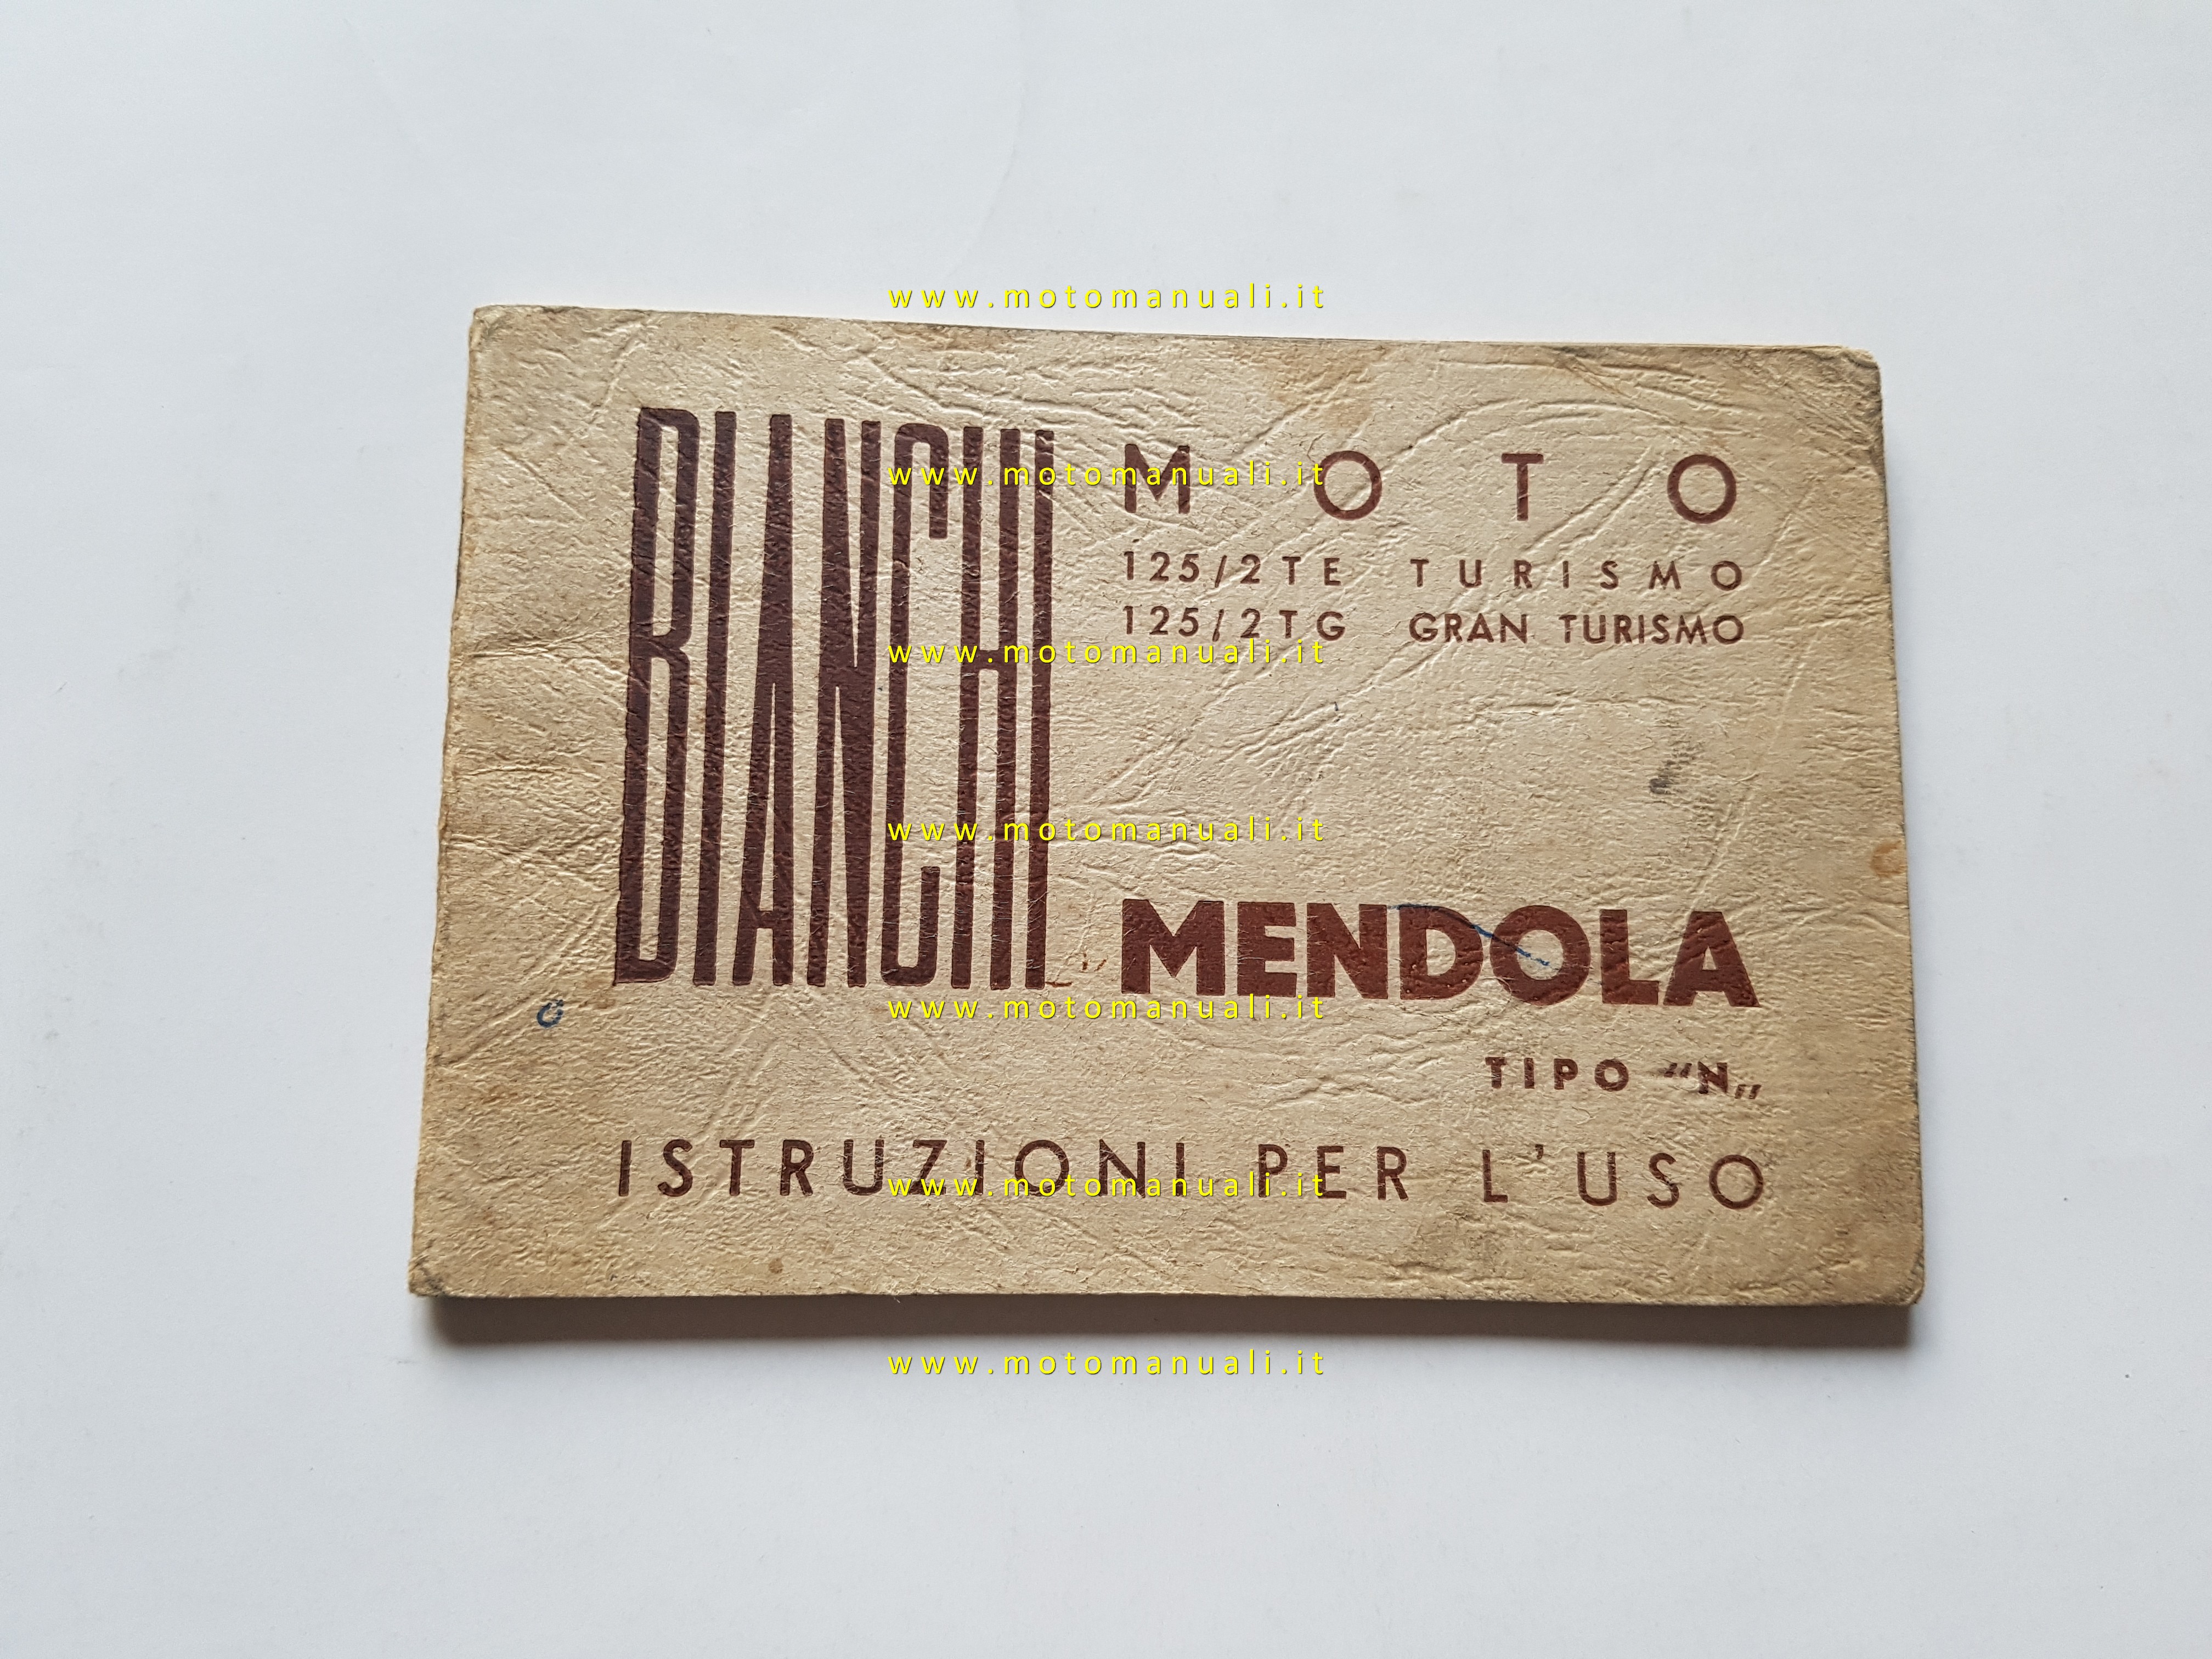 www.motomanuali.it
BIANCHI
MOTO
www.motomanuali.it
125/2TE TURISMO
125/2TG GRAN TURISMO
www.motomanuali.it
www.motomanuali.it
MENDOLA
www.motomanuali.it
TIPO “N„
ISTRUZIONI PER L'USO
www.motomanuali.it
www.motomanuali.it